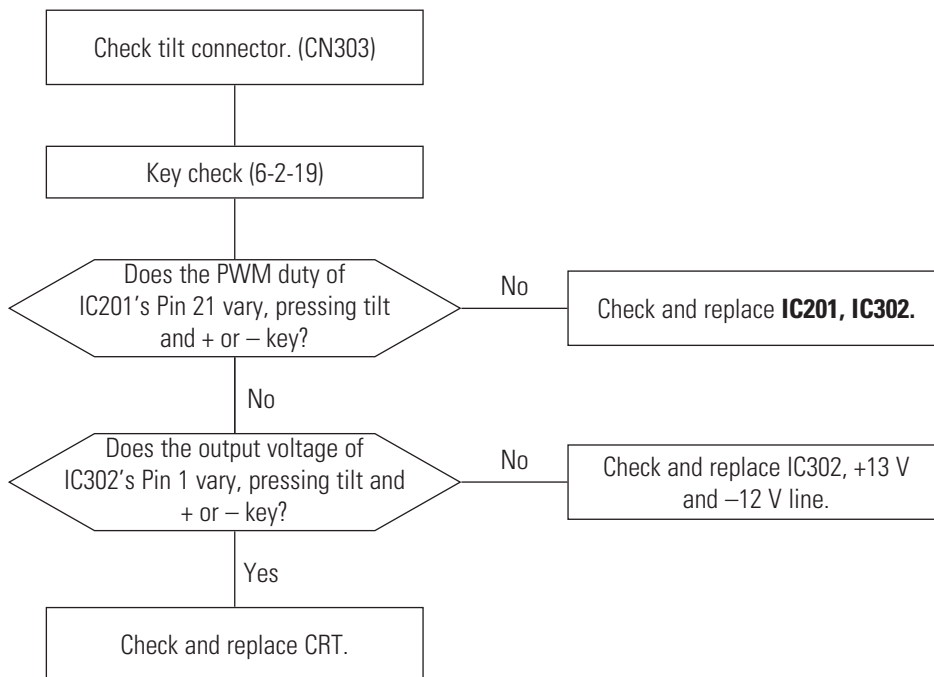 Check tilt connector. (CN303)
Key check (6-2-19)
Does the PWM duty of
IC201's Pin 21 vary, pressing tilt
and + or – key?
No
Check and replace IC201, IC302.
No
Does the output voltage of
IC302's Pin 1 vary, pressing tilt and
+ or – key?
No
Check and replace IC302, +13 V
and –12 V line.
Yes
Check and replace CRT.